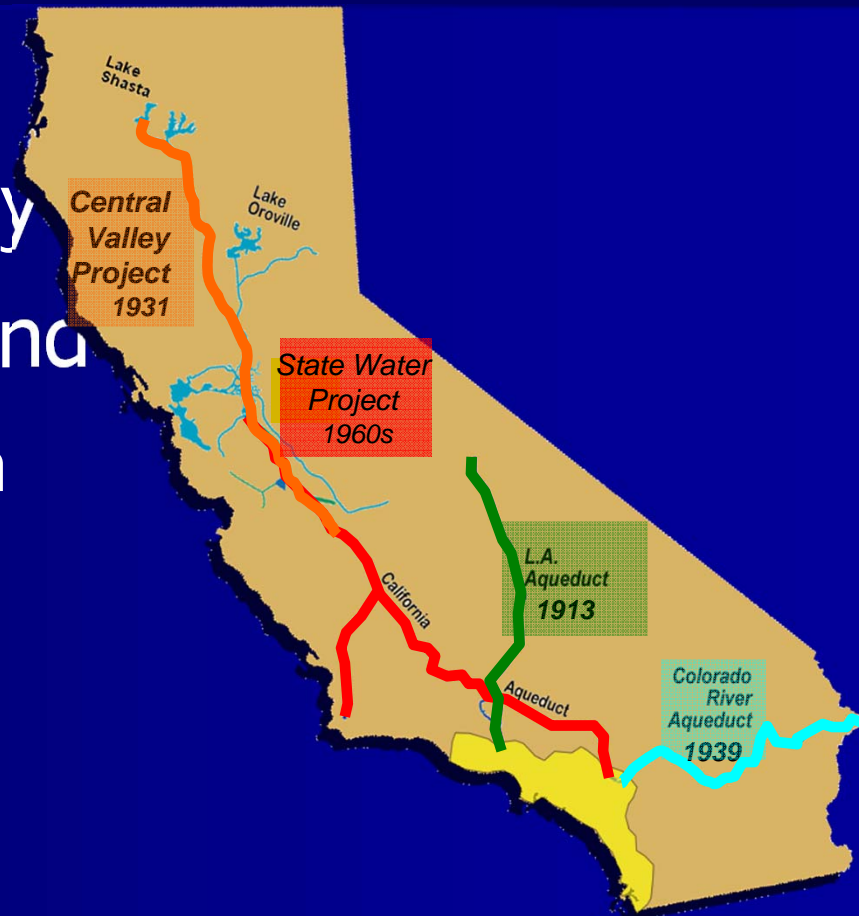 Lake
Shasta
y
Central
Valley
Project
1931
Lake
Oroville
nd
State Water
Project
1960s
L.A.
Aqueduct
1913
California
Aqueduct
Colorado
River
Aqueduct
1939